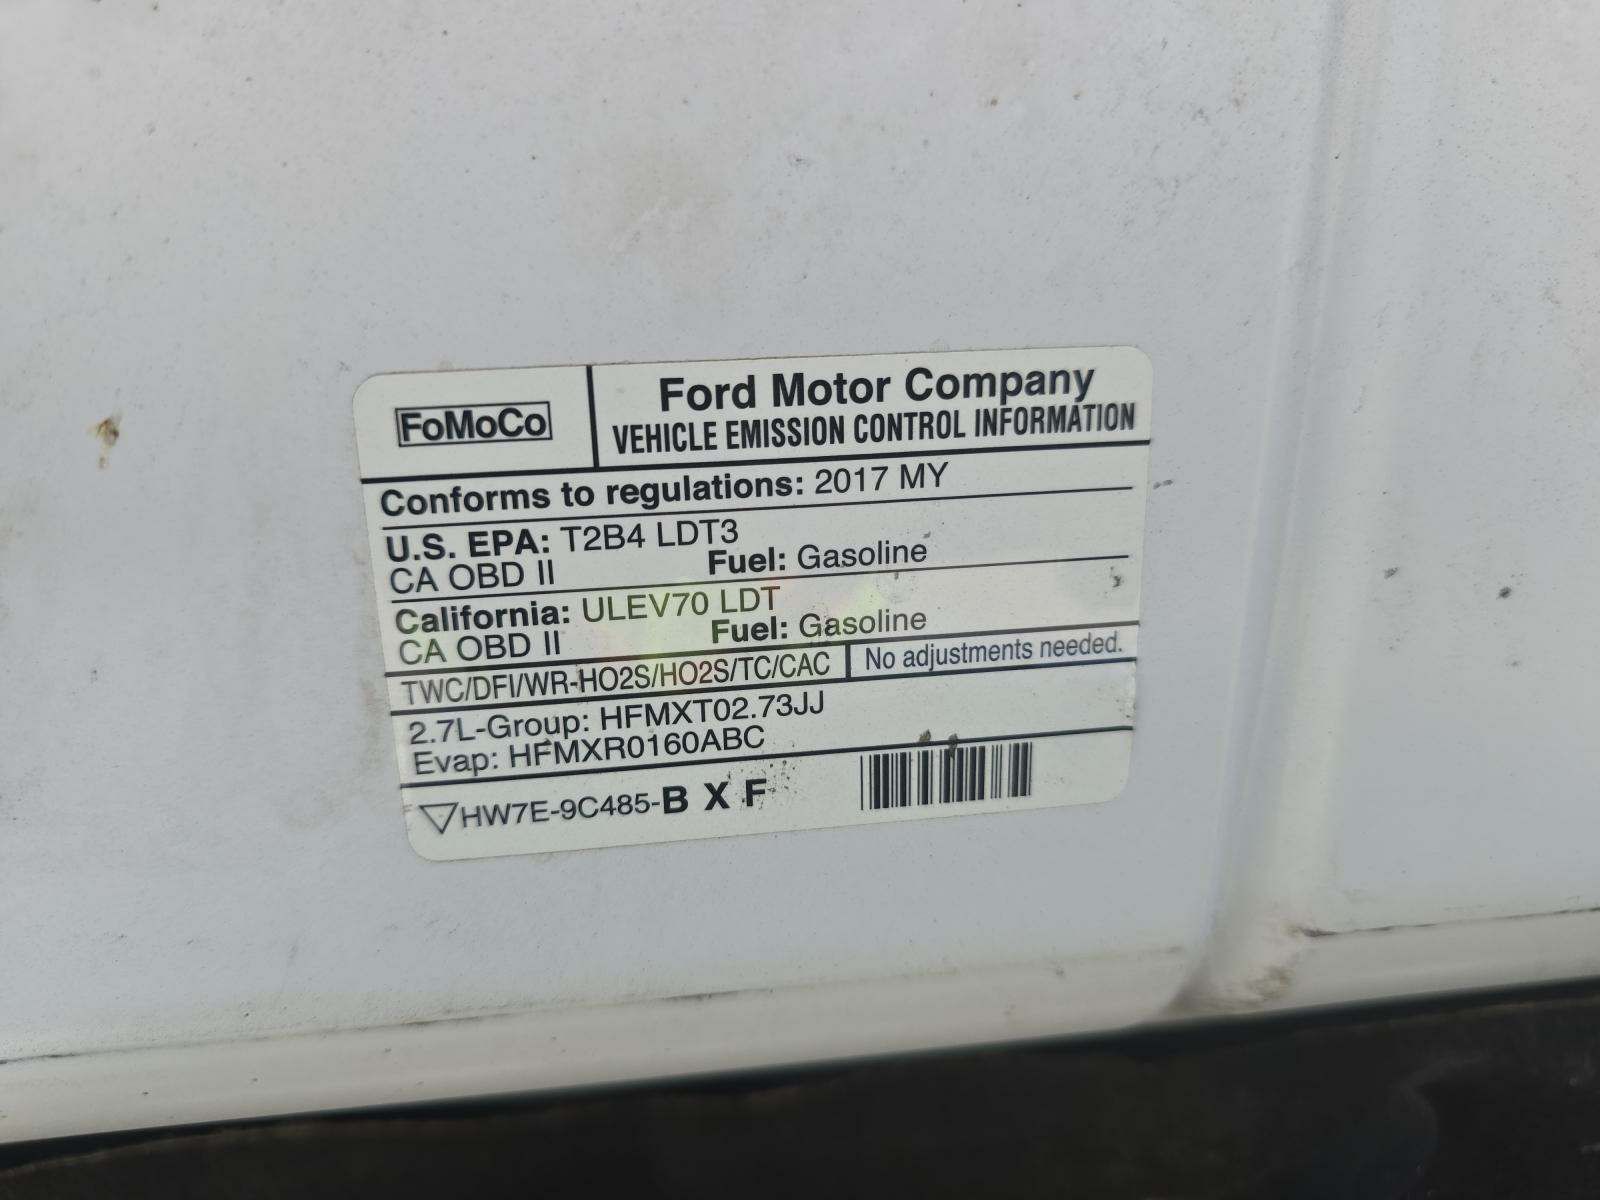 FoMoCo
Ford Motor Company
VEHICLE EMISSION CONTROL INFORMATION
Conforms to regulations: 2017 MY
U.S. EPA: T2B4 LDT3
CA OBD II Fuel: Gasoline
California: ULEV70 LDT
CA OBD II Fuel: Gasoline
TWC/DFI/WR-HO2S/HO2S/TC/CAC No adjustments needed.
2.7L-Group: HFMXT02.73JJ
Evap: HFMXR0160ABC
HW7E-9C485-B X F